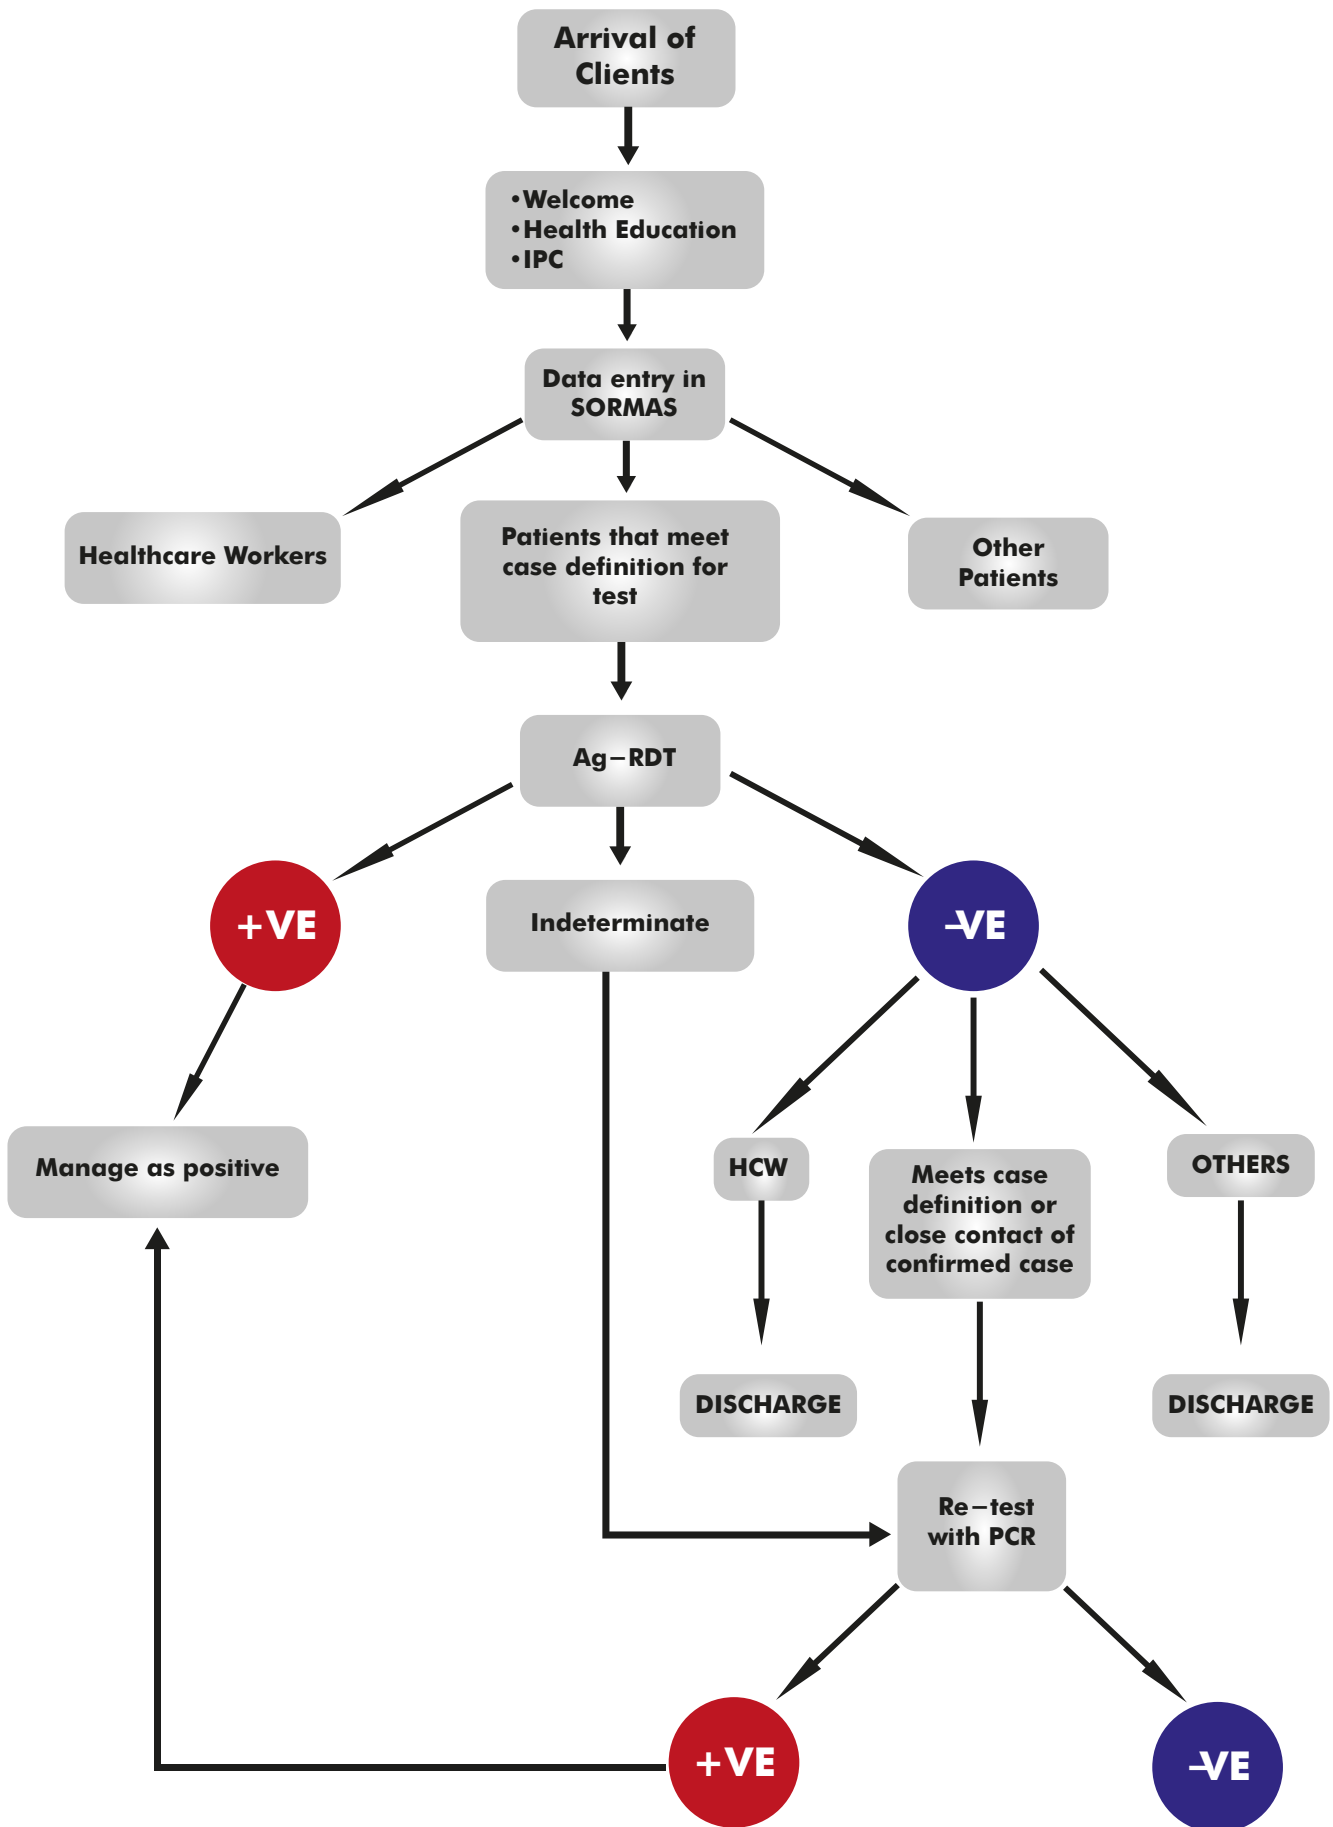 Arrival of
Clients
•Welcome
•Health Education
•IPC
Data entry in
SORMAS
Healthcare Workers
Patients that meet
case definition for
test
Other
Patients
Ag–RDT
+VE
Indeterminate
–VE
Manage as positive
HCW
Meets case
definition or
close contact of
confirmed case
OTHERS
DISCHARGE
DISCHARGE
Re–test
with PCR
+VE
–VE